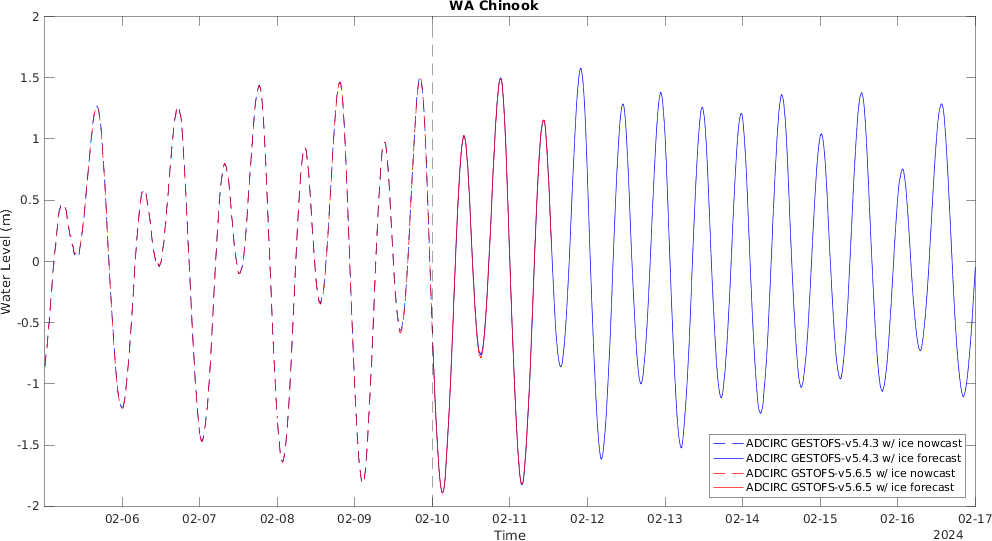 WA Chinook
2
1.5
1
0.5
0
-0.5
-1
-1.5
-2
Water Level (m)
02-06 02-07 02-08 02-09 02-10 02-11 02-12 02-13 02-14 02-15 02-16 02-17
Time
2024
ADCIRC GESTOFS-v5.4.3 w/ ice nowcast
ADCIRC GESTOFS-v5.4.3 w/ ice forecast
ADCIRC GSTOFS-v5.6.5 w/ ice nowcast
ADCIRC GSTOFS-v5.6.5 w/ ice forecast